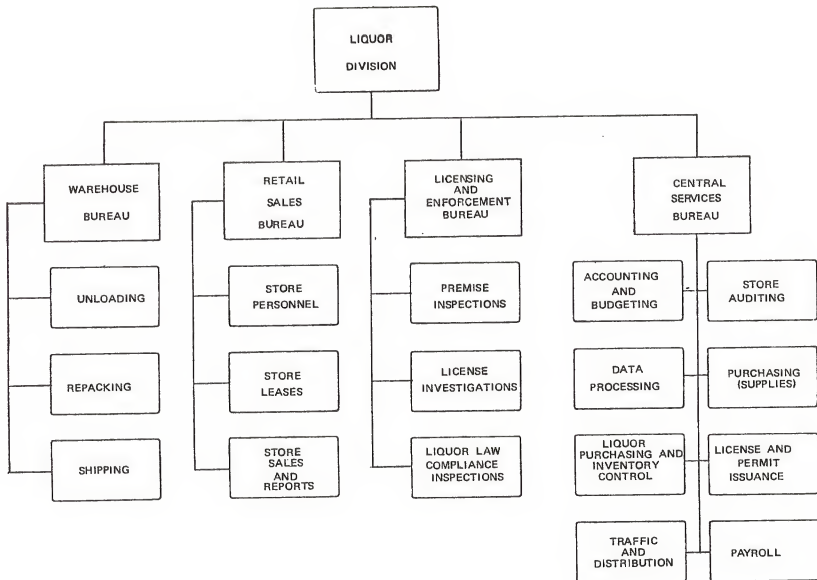 LIQUOR
DIVISION
WAREHOUSE
BUREAU
UNLOADING
REPACKING
SHIPPING
RETAIL
SALES
BUREAU
STORE
PERSONNEL
STORE
LEASES
STORE
SALES
AND
REPORTS
LICENSING
AND
ENFORCEMENT
BUREAU
PREMISE
INSPECTIONS
LICENSE
INVESTIGATIONS
LIQUOR LAW
COMPLIANCE
INSPECTIONS
CENTRAL
SERVICES
BUREAU
ACCOUNTING
AND
BUDGETING
STORE
AUDITING
DATA
PROCESSING
PURCHASING
(SUPPLIES)
LIQUOR
PURCHASING AND
INVENTORY
CONTROL
LICENSE AND
PERMIT
ISSUANCE
TRAFFIC
AND
DISTRIBUTION
PAYROLL